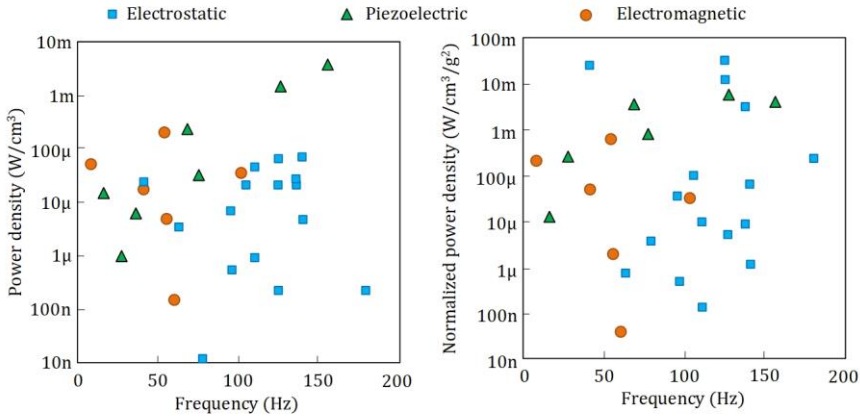 Electrostatic Piezoelectric Electromagnetic
Power density (W/cm³)
10m
1m
100µ
10µ
1µ
100n
10n
0 50 100 150 200
Frequency (Hz)
Normalized power density (W/cm³/g²)
100m
10m
1m
100µ
10µ
1µ
100n
10n
0 50 100 150 200
Frequency (Hz)